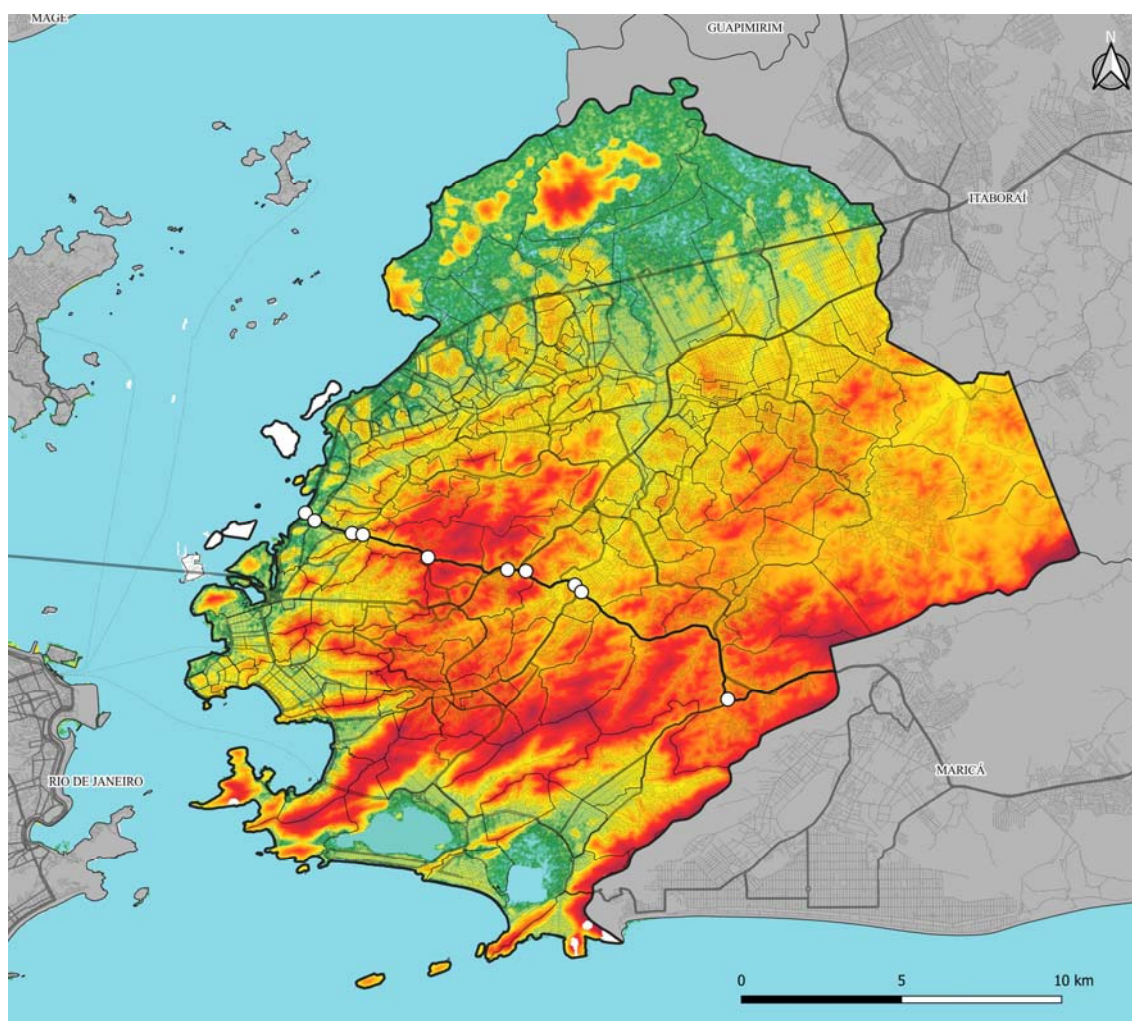 MAGÉ
GUAPIMIRIM
N
ITABORAÍ
RIO DE JANEIRO
MARICÁ
0 5 10 km